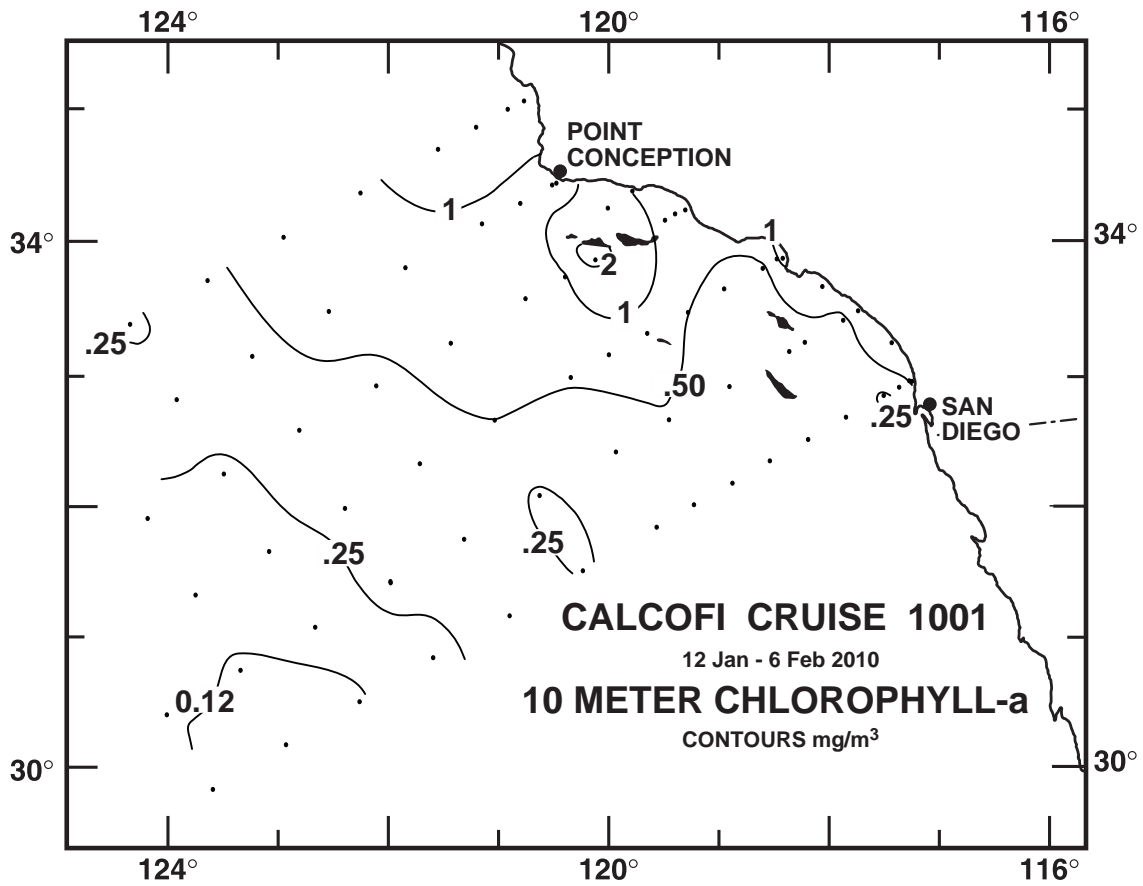 124° 120° 116°
POINT
CONCEPTION
1
1
34° 34°
2
1
.25
.50
.25
SAN
DIEGO
.25
.25
CALCOFI CRUISE 1001
12 Jan - 6 Feb 2010
0.12
10 METER CHLOROPHYLL-a
CONTOURS mg/m³
30° 30°
124° 120° 116°